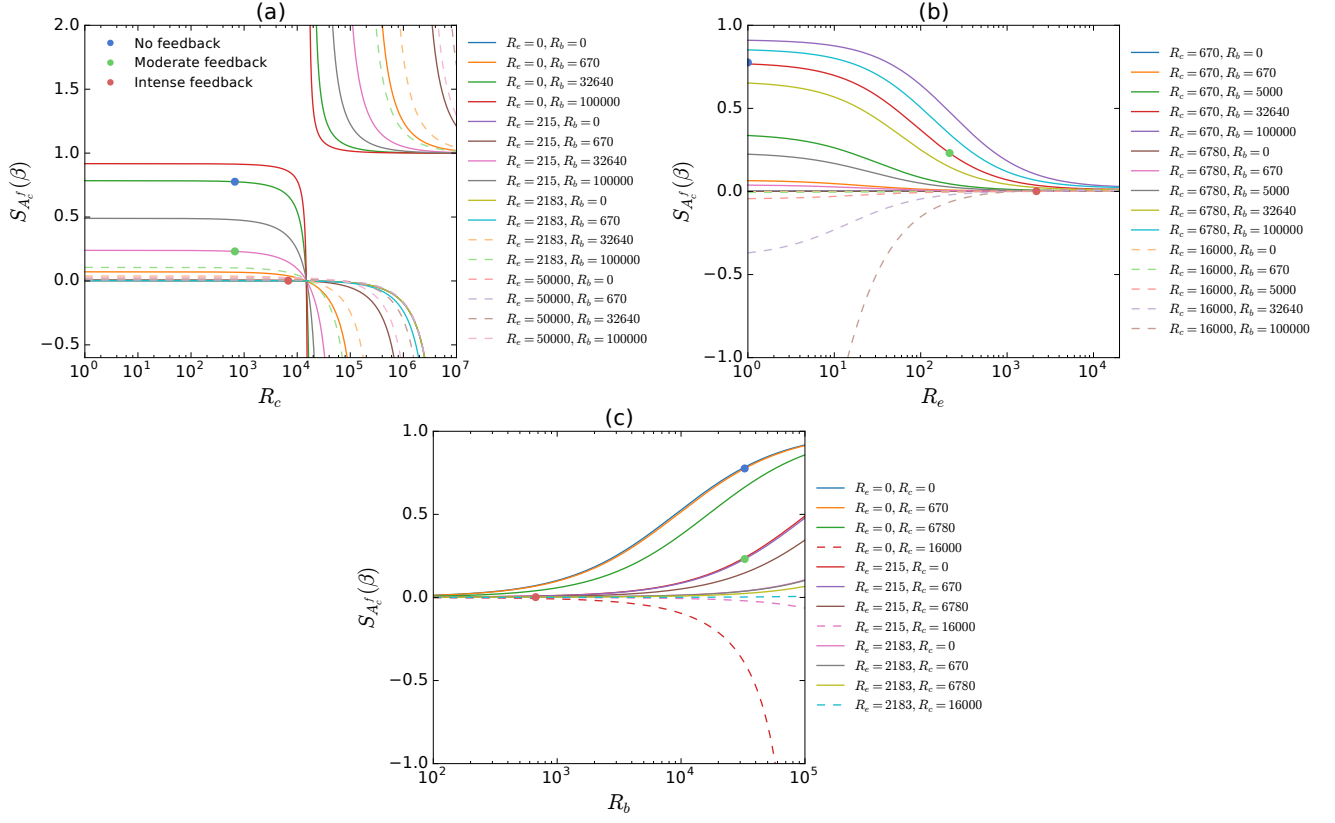 (a)
2.0
1.5
1.0
0.5
0.0
−0.5
S_{A_c^f}(β)
No feedback
Moderate feedback
Intense feedback
10^0 10^1 10^2 10^3 10^4 10^5 10^6 10^7
R_c
R_e = 0, R_b = 0
R_e = 0, R_b = 670
R_e = 0, R_b = 32640
R_e = 0, R_b = 100000
R_e = 215, R_b = 0
R_e = 215, R_b = 670
R_e = 215, R_b = 32640
R_e = 215, R_b = 100000
R_e = 2183, R_b = 0
R_e = 2183, R_b = 670
R_e = 2183, R_b = 32640
R_e = 2183, R_b = 100000
R_e = 50000, R_b = 0
R_e = 50000, R_b = 670
R_e = 50000, R_b = 32640
R_e = 50000, R_b = 100000
(b)
1.0
0.5
0.0
−0.5
−1.0
S_{A_c^f}(β)
10^0 10^1 10^2 10^3 10^4
R_e
R_c = 670, R_b = 0
R_c = 670, R_b = 670
R_c = 670, R_b = 5000
R_c = 670, R_b = 32640
R_c = 670, R_b = 100000
R_c = 6780, R_b = 0
R_c = 6780, R_b = 670
R_c = 6780, R_b = 5000
R_c = 6780, R_b = 32640
R_c = 6780, R_b = 100000
R_c = 16000, R_b = 0
R_c = 16000, R_b = 670
R_c = 16000, R_b = 5000
R_c = 16000, R_b = 32640
R_c = 16000, R_b = 100000
(c)
1.0
0.5
0.0
−0.5
−1.0
S_{A_c^f}(β)
10^2 10^3 10^4 10^5
R_b
R_e = 0, R_c = 0
R_e = 0, R_c = 670
R_e = 0, R_c = 6780
R_e = 0, R_c = 16000
R_e = 215, R_c = 0
R_e = 215, R_c = 670
R_e = 215, R_c = 6780
R_e = 215, R_c = 16000
R_e = 2183, R_c = 0
R_e = 2183, R_c = 670
R_e = 2183, R_c = 6780
R_e = 2183, R_c = 16000